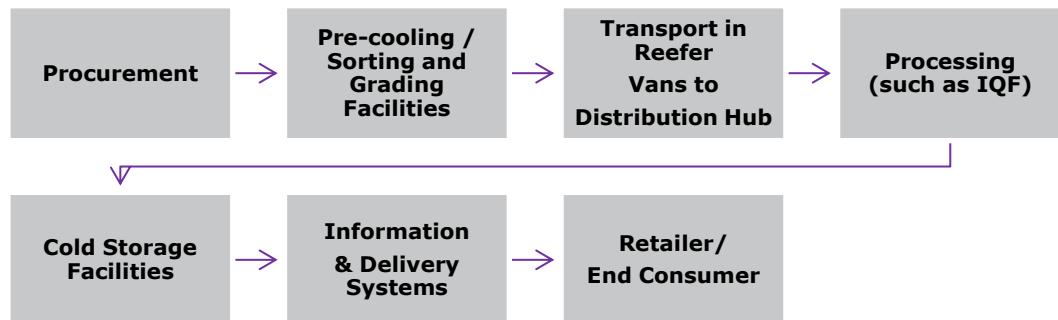 Procurement
Pre-cooling /
Sorting and
Grading
Facilities
Transport in
Reefer
Vans to
Distribution Hub
Processing
(such as IQF)
Cold Storage
Facilities
Information
& Delivery
Systems
Retailer/
End Consumer